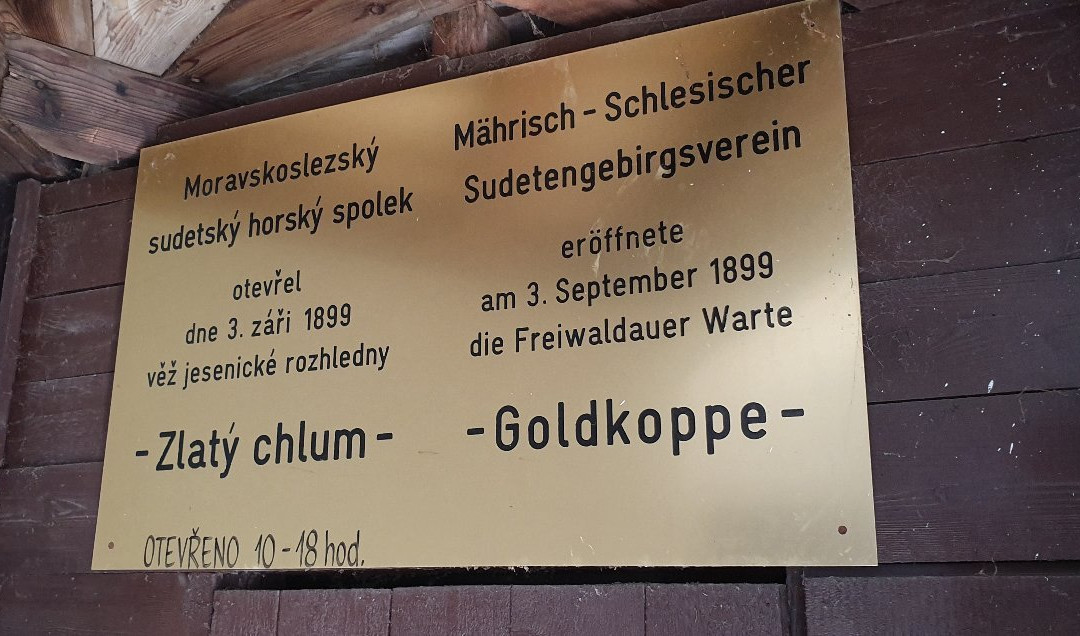 Moravskoslezský
sudetský horský spolek
otevřel
dne 3. září 1899
věž jesenické rozhledny
-Zlatý chlum-
OTEVŘENO 10-18 hod.
Mährisch-Schlesischer
Sudetengebirgsverein
eröffnete
am 3. September 1899
die Freiwaldauer Warte
-Goldkoppe-